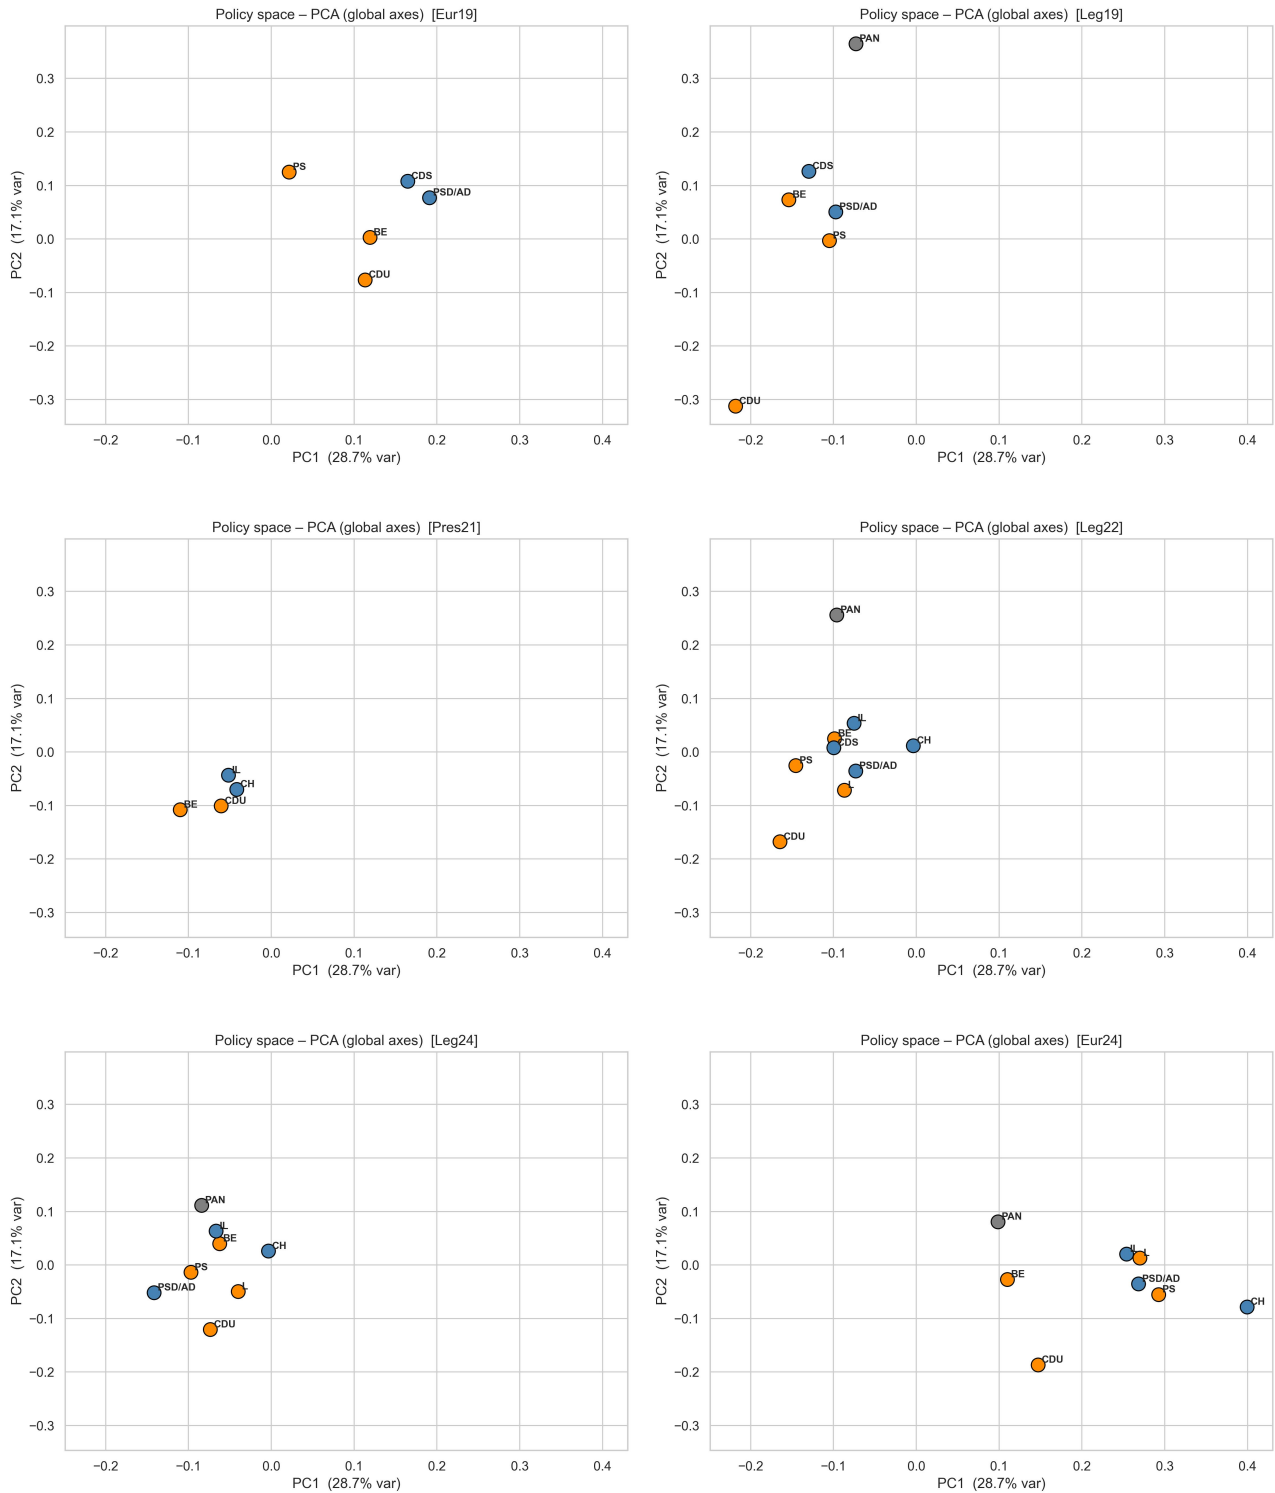 Policy space – PCA (global axes)  [Eur19]
PC2  (17.1% var)
0.3
0.2
0.1
0.0
−0.1
−0.2
−0.3
PS
CDS
PSD/AD
BE
CDU
−0.2
−0.1
0.0
0.1
0.2
0.3
0.4
PC1  (28.7% var)
Policy space – PCA (global axes)  [Leg19]
PC2  (17.1% var)
0.3
0.2
0.1
0.0
−0.1
−0.2
−0.3
PAN
CDS
BE
PSD/AD
PS
CDU
−0.2
−0.1
0.0
0.1
0.2
0.3
0.4
PC1  (28.7% var)
Policy space – PCA (global axes)  [Pres21]
PC2  (17.1% var)
0.3
0.2
0.1
0.0
−0.1
−0.2
−0.3
IL
CH
CDU
BE
−0.2
−0.1
0.0
0.1
0.2
0.3
0.4
PC1  (28.7% var)
Policy space – PCA (global axes)  [Leg22]
PC2  (17.1% var)
0.3
0.2
0.1
0.0
−0.1
−0.2
−0.3
PAN
IL
BE
CH
CDS
PS
PSD/AD
L
CDU
−0.2
−0.1
0.0
0.1
0.2
0.3
0.4
PC1  (28.7% var)
Policy space – PCA (global axes)  [Leg24]
PC2  (17.1% var)
0.3
0.2
0.1
0.0
−0.1
−0.2
−0.3
PAN
IL
BE
CH
PS
PSD/AD
L
CDU
−0.2
−0.1
0.0
0.1
0.2
0.3
0.4
PC1  (28.7% var)
Policy space – PCA (global axes)  [Eur24]
PC2  (17.1% var)
0.3
0.2
0.1
0.0
−0.1
−0.2
−0.3
PAN
IL
L
BE
PSD/AD
PS
CH
CDU
−0.2
−0.1
0.0
0.1
0.2
0.3
0.4
PC1  (28.7% var)